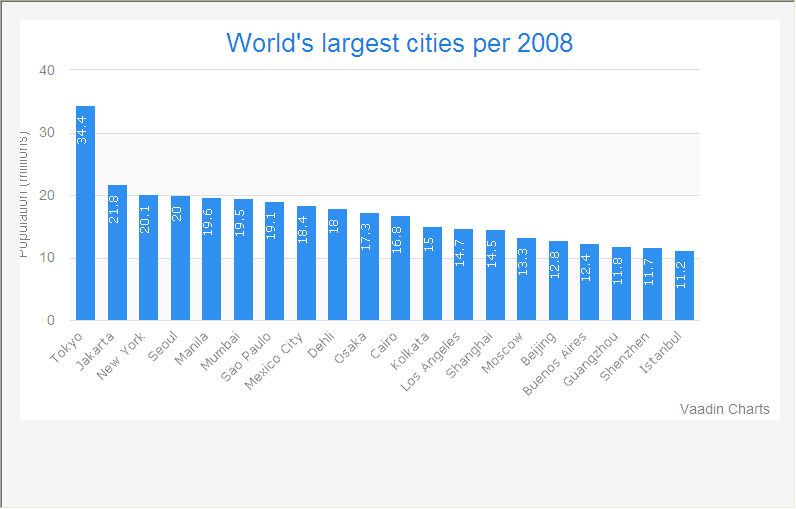 World's largest cities per 2008
Population (millions)
40
30
20
10
0
34.4
21.8
20.1
20
19.6
19.5
19.1
18.4
18
17.3
16.8
15
14.7
14.5
13.3
12.8
12.4
11.8
11.7
11.2
Tokyo
Jakarta
New York
Seoul
Manila
Mumbai
Sao Paulo
Mexico City
Dehli
Osaka
Cairo
Kolkata
Los Angeles
Shanghai
Moscow
Beijing
Buenos Aires
Guangzhou
Shenzhen
Istanbul
Vaadin Charts